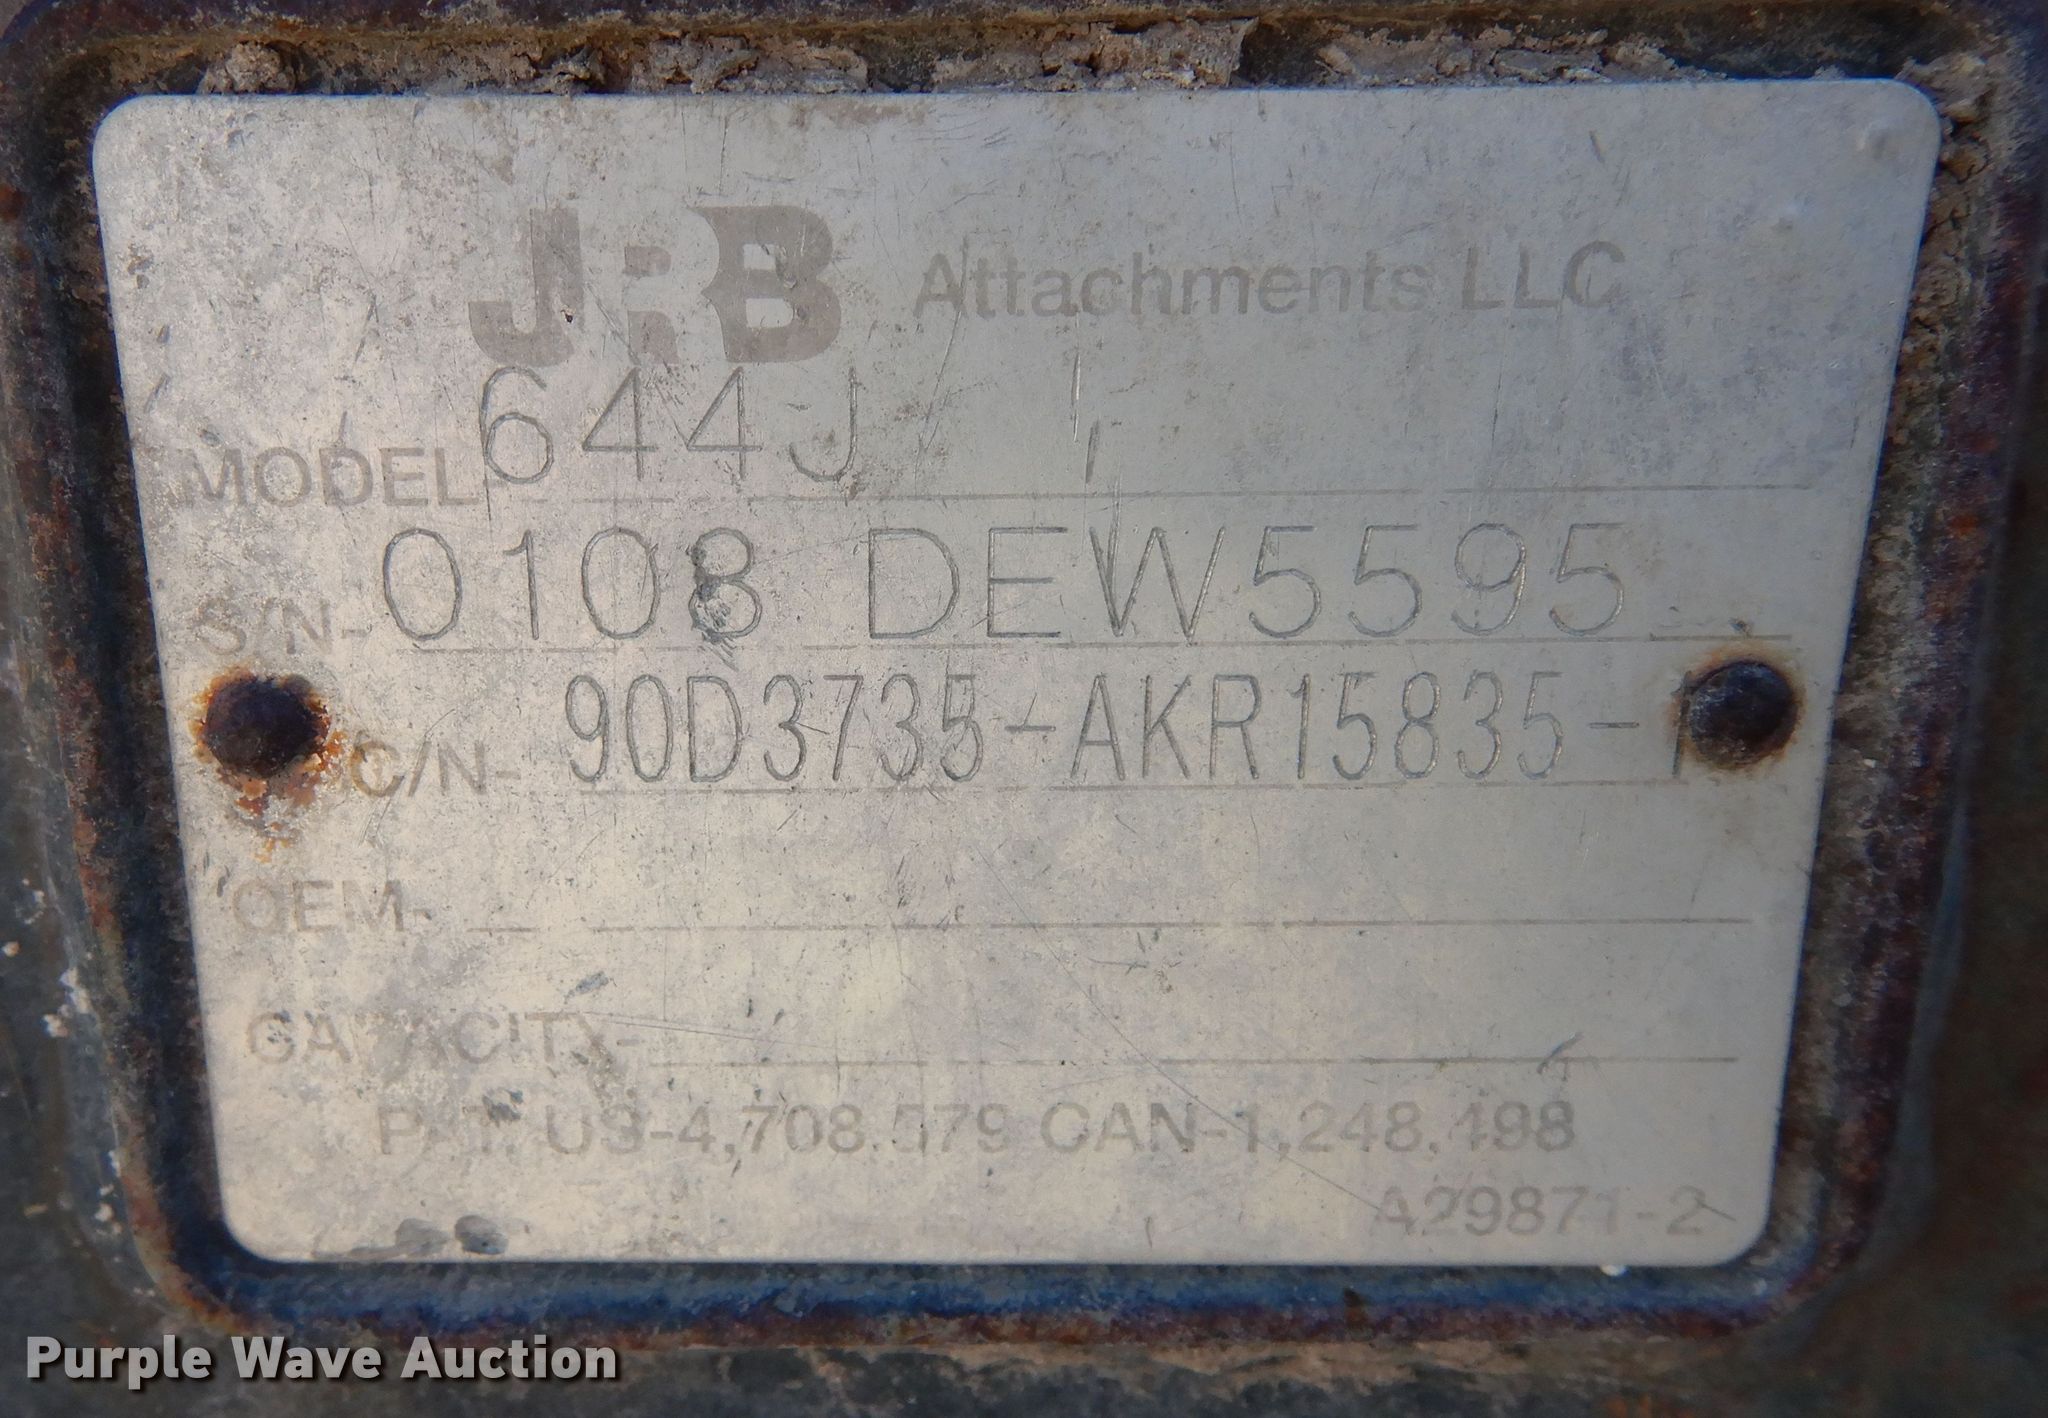 JRB Attachments LLC
MODEL 644J
S/N- 0108 DEW5595
C/N- 90D3735-AKR15835-1
OEM-
CAPACITY-
PAT. US-4,708,579 CAN-1,248,498
A29871-2
Purple Wave Auction